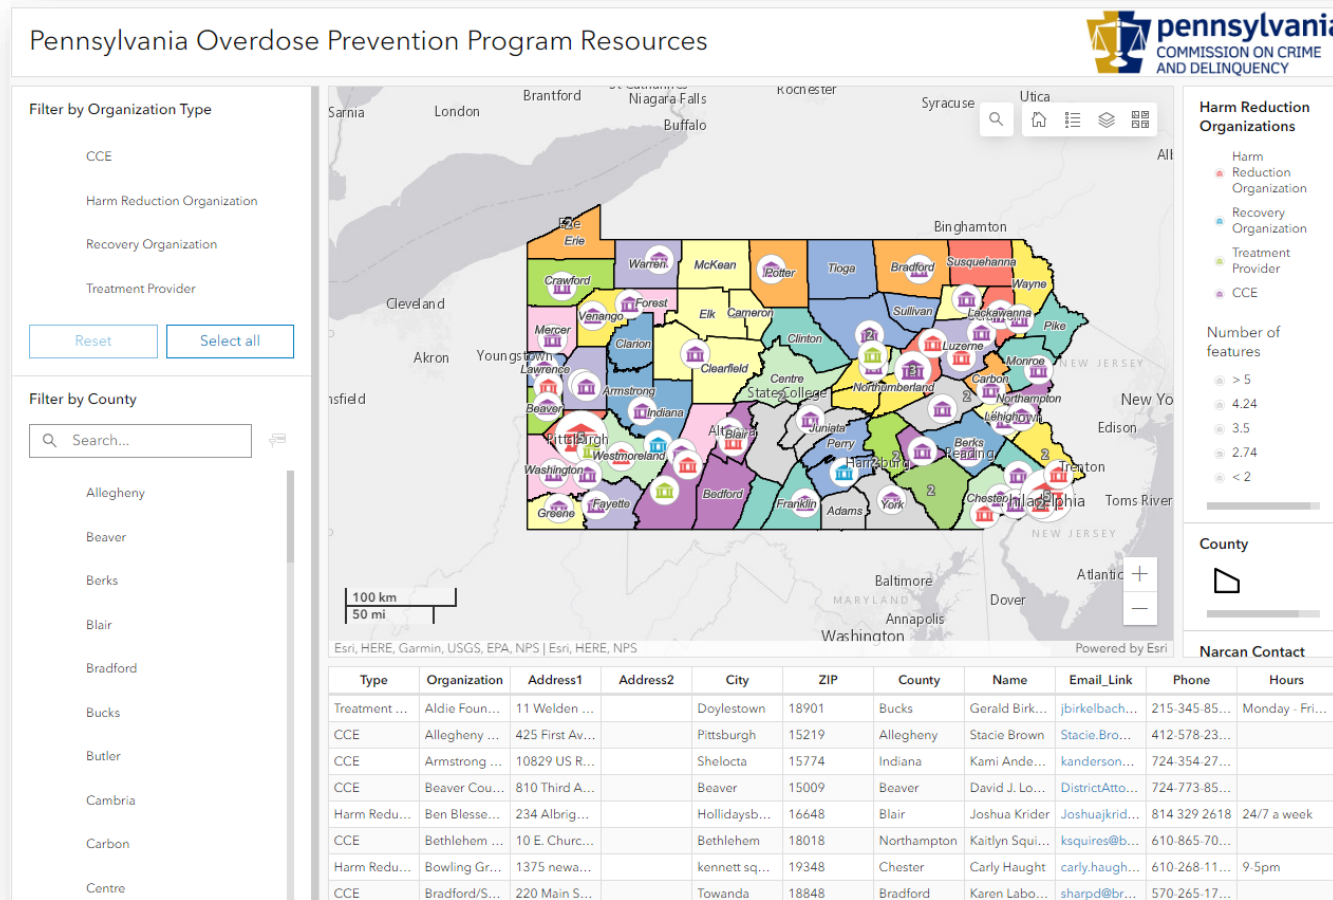 Pennsylvania Overdose Prevention Program Resources
pennsylvania
COMMISSION ON CRIME
AND DELINQUENCY
Filter by Organization Type
CCE
Harm Reduction Organization
Recovery Organization
Treatment Provider
Reset
Select all
Filter by County
Search...
Allegheny
Beaver
Berks
Blair
Bradford
Bucks
Butler
Cambria
Carbon
Centre
Brantford
Niagara Falls
Rochester
Sarnia
London
Syracuse
Utica
Buffalo
Binghamton
Erie
Erie
Warren
McKean
Potter
Tioga
Bradford
Susquehanna
Crawford
Wayne
Cleveland
Forest
Venango
Elk
Cameron
Sullivan
Lackawanna
Pike
Mercer
Clarion
Clinton
2
Luzerne
Akron
Youngstown
Lawrence
Clearfield
Centre
3
Monroe
NEW JERSEY
Carbon
nsfield
Armstrong
State College
Northumberland
2
Northampton
New Yo
Beaver
Indiana
Lehigh
Edison
Pittsburgh
Blair
Juniata
Perry
Berks
Reading
Westmoreland
Harrisburg
2
2
Trenton
Washington
Bedford
2
Chester
Philadelphia
5
Toms River
Greene
Fayette
Franklin
Adams
York
NEW JERSEY
Baltimore
Atlantic
MARYLAND
Dover
Annapolis
Washington
100 km
50 mi
Esri, HERE, Garmin, USGS, EPA, NPS | Esri, HERE, NPS
Powered by Esri
Harm Reduction
Organizations
Harm
Reduction
Organization
Recovery
Organization
Treatment
Provider
CCE
Number of
features
> 5
4.24
3.5
2.74
< 2
County
Narcan Contact
Type Organization Address1 Address2 City ZIP County Name Email_Link Phone Hours
Treatment ... Aldie Foun... 11 Welden ... Doylestown 18901 Bucks Gerald Birk... jbirkelbach... 215-345-85... Monday - Fri...
CCE Allegheny ... 425 First Av... Pittsburgh 15219 Allegheny Stacie Brown Stacie.Bro... 412-578-23...
CCE Armstrong ... 10829 US R... Shelocta 15774 Indiana Kami Ande... kanderson... 724-354-27...
CCE Beaver Cou... 810 Third A... Beaver 15009 Beaver David J. Lo... DistrictAtto... 724-773-85...
Harm Redu... Ben Blesse... 234 Albrig... Hollidaysb... 16648 Blair Joshua Krider Joshuajkrid... 814 329 2618 24/7 a week
CCE Bethlehem ... 10 E. Churc... Bethlehem 18018 Northampton Kaitlyn Squi... ksquires@b... 610-865-70...
Harm Redu... Bowling Gr... 1375 newa... kennett sq... 19348 Chester Carly Haught carly.haugh... 610-268-11... 9-5pm
CCE Bradford/S... 220 Main S... Towanda 18848 Bradford Karen Labo... sharpd@br... 570-265-17...